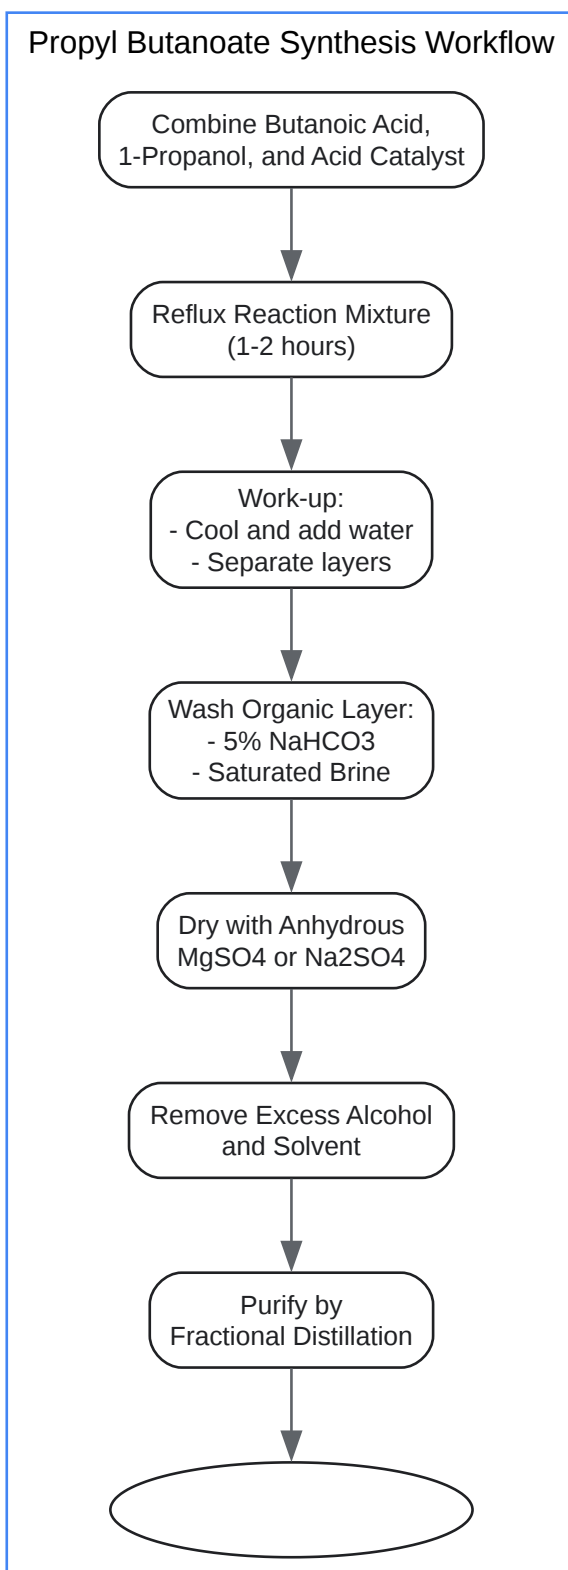 Propyl Butanoate Synthesis Workflow
Combine Butanoic Acid,
1-Propanol, and Acid Catalyst
Reflux Reaction Mixture
(1-2 hours)
Work-up:
- Cool and add water
- Separate layers
Wash Organic Layer:
- 5% NaHCO3
- Saturated Brine
Dry with Anhydrous
MgSO4 or Na2SO4
Remove Excess Alcohol
and Solvent
Purify by
Fractional Distillation